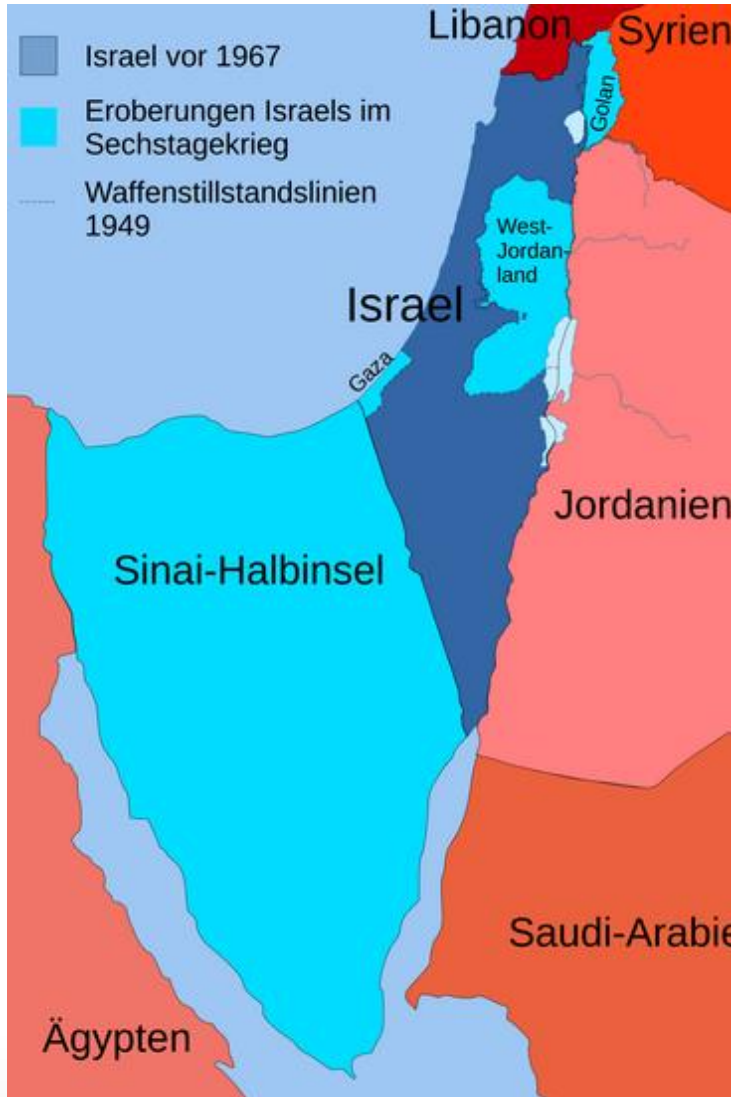 Libanon
Syrien
Israel vor 1967
Eroberungen Israels im
Sechstagekrieg
Waffenstillstandslinien
1949
Golan
West-
Jordan-
land
Israel
Gaza
Jordanien
Sinai-Halbinsel
Saudi-Arabie
Ägypten